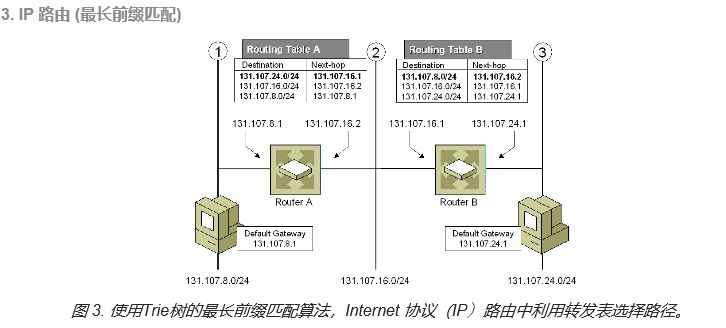 3. IP 路由 (最长前缀匹配)
1
Routing Table A
Destination Next-hop
131.107.24.0/24 131.107.16.1
131.107.16.0/24 131.107.16.2
131.107.8.0/24 131.107.8.1
2
Routing Table B
Destination Next-hop
131.107.8.0/24 131.107.16.2
131.107.16.0/24 131.107.16.1
131.107.24.0/24 131.107.24.1
3
131.107.8.1 131.107.16.2 131.107.16.1 131.107.24.1
Router A Router B
Default Gateway
131.107.8.1
Default Gateway
131.107.24.1
131.107.8.0/24 131.107.16.0/24 131.107.24.0/24
图 3. 使用Trie树的最长前缀匹配算法，Internet 协议（IP）路由中利用转发表选择路径。